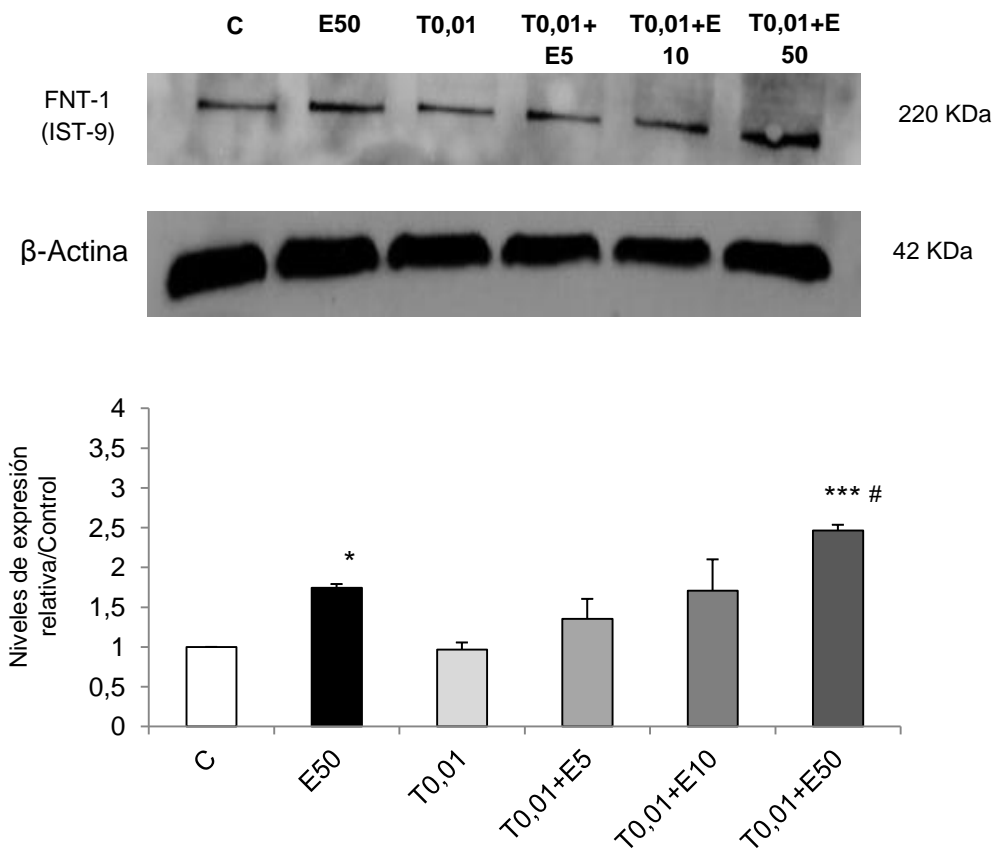 C E50 T0,01 T0,01+ T0,01+E T0,01+E
E5 10 50
FNT-1
(IST-9)
220 KDa
β-Actina
42 KDa
Niveles de expresión
relativa/Control
4
3,5
3
2,5
2
1,5
1
0,5
0
*
*** #
C
E50
T0,01
T0,01+E5
T0,01+E10
T0,01+E50